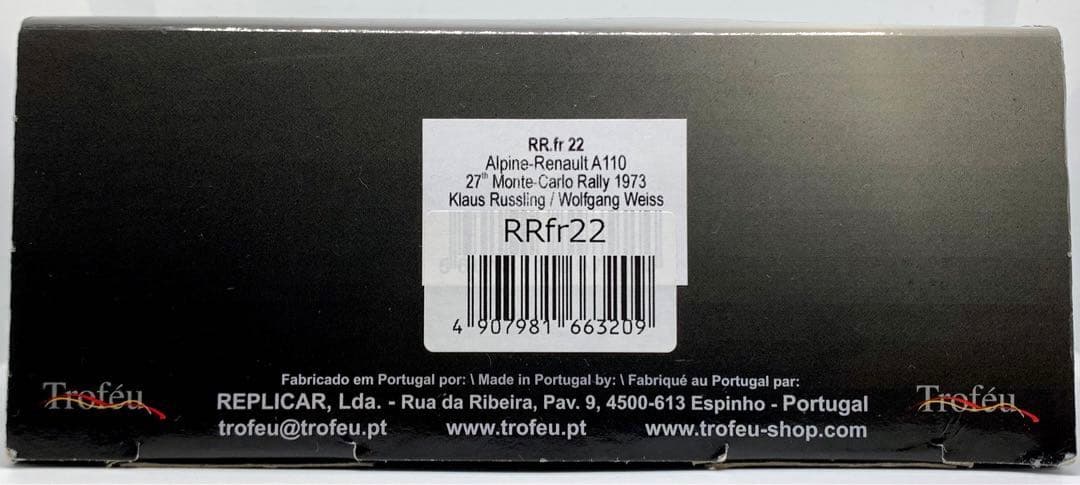 RR.fr 22
Alpine-Renault A110
27th Monte-Carlo Rally 1973
Klaus Russling / Wolfgang Weiss
RRfr22
4 907981 663209
Fabricado em Portugal por: \ Made in Portugal by: \ Fabriqué au Portugal par:
Troféu
REPLICAR, Lda. - Rua da Ribeira, Pav. 9, 4500-613 Espinho - Portugal
Troféu
trofeu@trofeu.pt www.trofeu.pt www.trofeu-shop.com